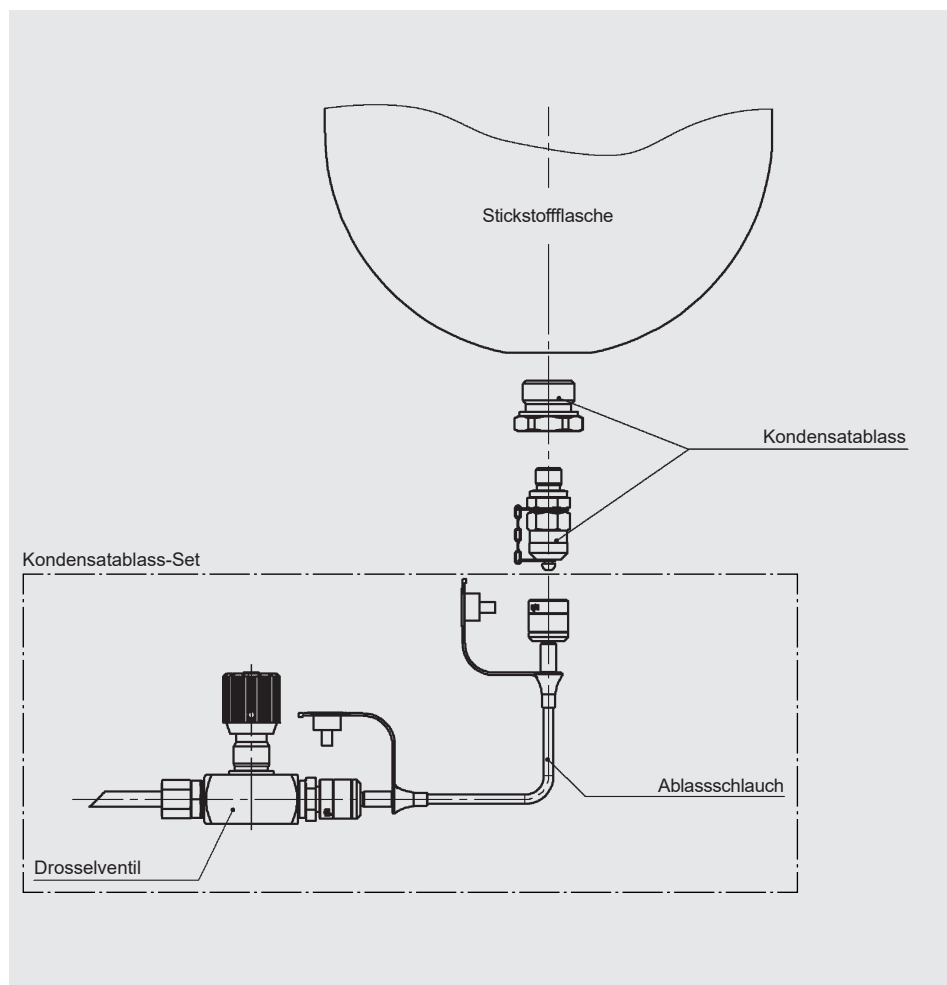 Stickstoffflasche
Kondensatablass
Kondensatablass-Set
Ablassschlauch
Drosselventil